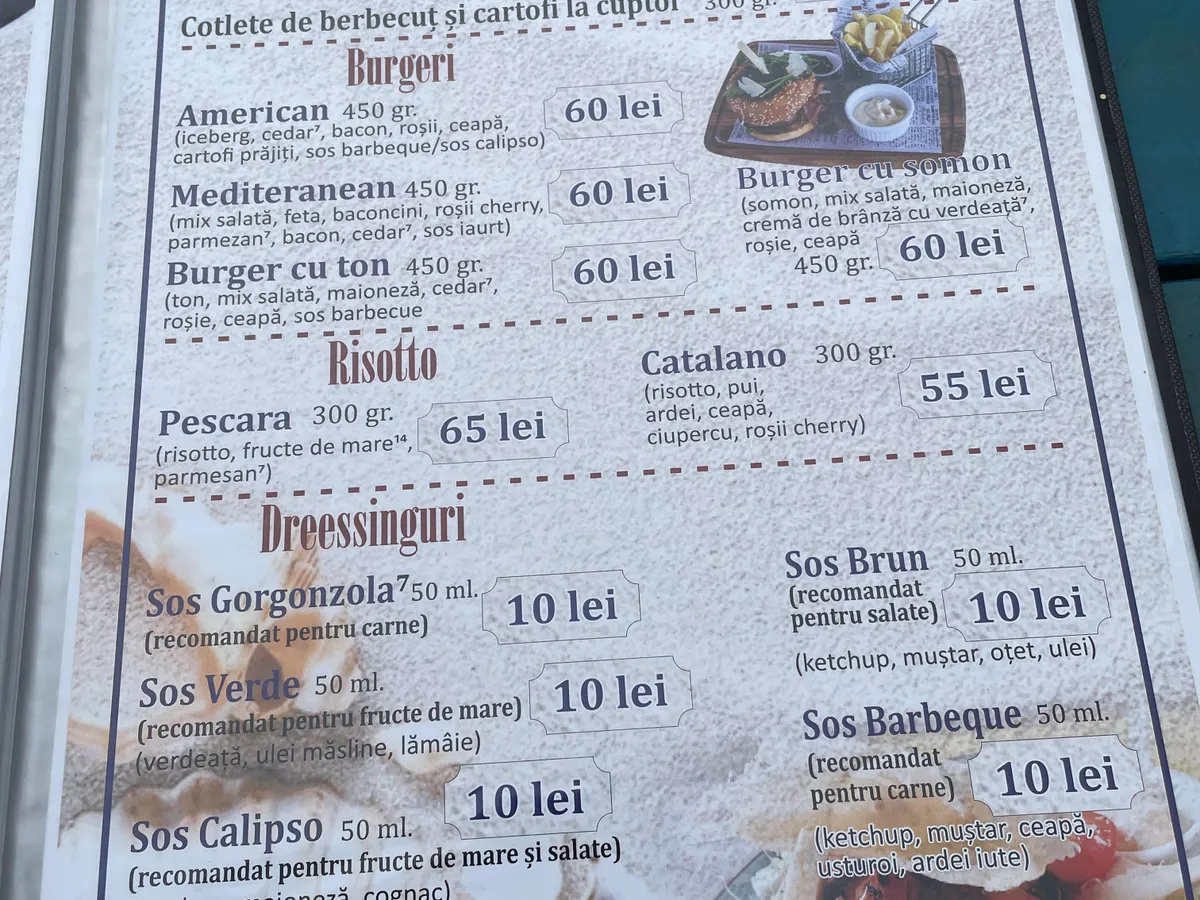 Cotlete de berbecuț și cartofi la cuptor 300 gr.
Burgeri
American 450 gr.
(iceberg, cedar⁷, bacon, roșii, ceapă,
cartofi prăjiți, sos barbeque/sos calipso)
60 lei
Mediteranean 450 gr.
(mix salată, feta, baconcini, roșii cherry,
parmezan⁷, bacon, cedar⁷, sos iaurt)
60 lei
Burger cu ton 450 gr.
(ton, mix salată, maioneză, cedar⁷,
roșie, ceapă, sos barbecue
60 lei
Burger cu somon
(somon, mix salată, maioneză,
cremă de brânză cu verdeață⁷,
roșie, ceapă
450 gr.
60 lei
Risotto
Pescara 300 gr.
(risotto, fructe de mare¹⁴,
parmesan⁷)
65 lei
Catalano 300 gr.
(risotto, pui,
ardei, ceapă,
ciupercu, roșii cherry)
55 lei
Dreessinguri
Sos Gorgonzola⁷ 50 ml.
(recomandat pentru carne)
10 lei
Sos Verde 50 ml.
(recomandat pentru fructe de mare)
(verdeață, ulei măsline, lămâie)
10 lei
Sos Calipso 50 ml.
(recomandat pentru fructe de mare și salate)
maioneză, cognac)
10 lei
Sos Brun 50 ml.
(recomandat
pentru salate)
10 lei
(ketchup, muștar, oțet, ulei)
Sos Barbeque 50 ml.
(recomandat
pentru carne)
10 lei
(ketchup, muștar, ceapă,
usturoi, ardei iute)